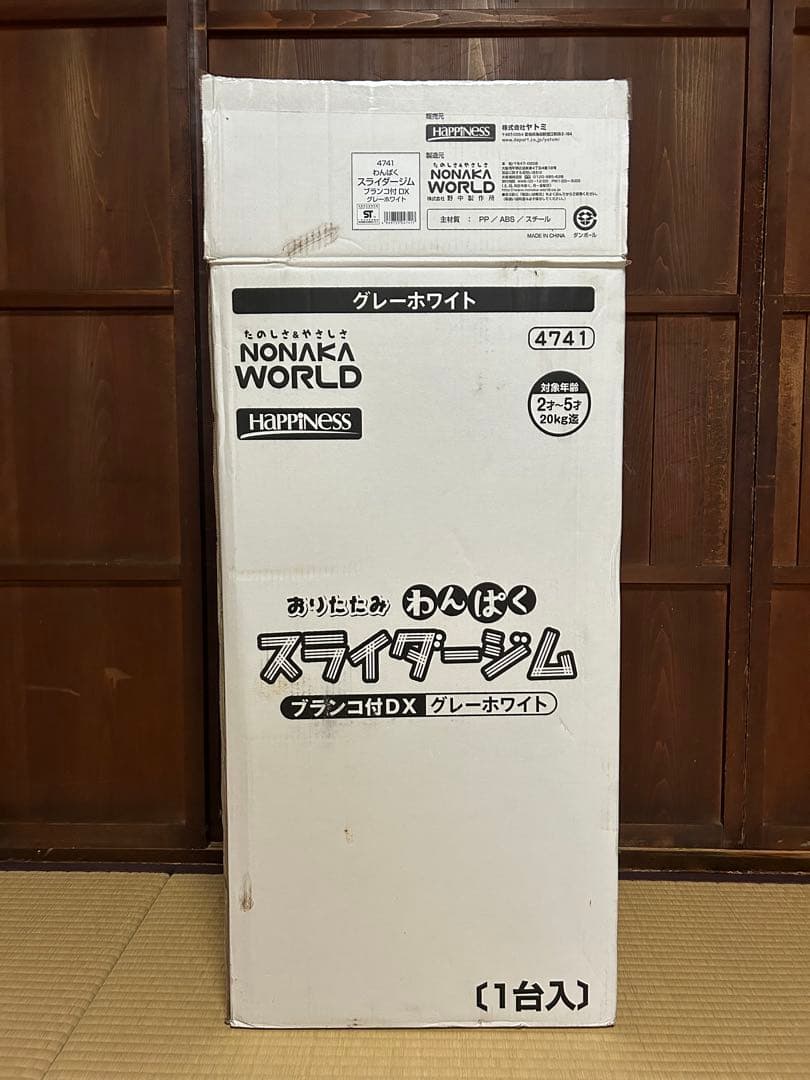 販売元
HAPPINESS
株式会社ヤトミ
製造元
たのしさ&やさしさ
NONAKA
WORLD
株式会社 野中製作所
4741
わんぱく
スライダージム
ブランコ付 DX
グレーホワイト
ST
主材質 : PP / ABS / スチール
MADE IN CHINA
ダンボール
グレーホワイト
たのしさ&やさしさ
NONAKA
WORLD
4741
HAPPINESS
対象年齢
2才~5才
20kg迄
おりたたみ わんぱく
スライダージム
ブランコ付DX グレーホワイト
〔1台入〕